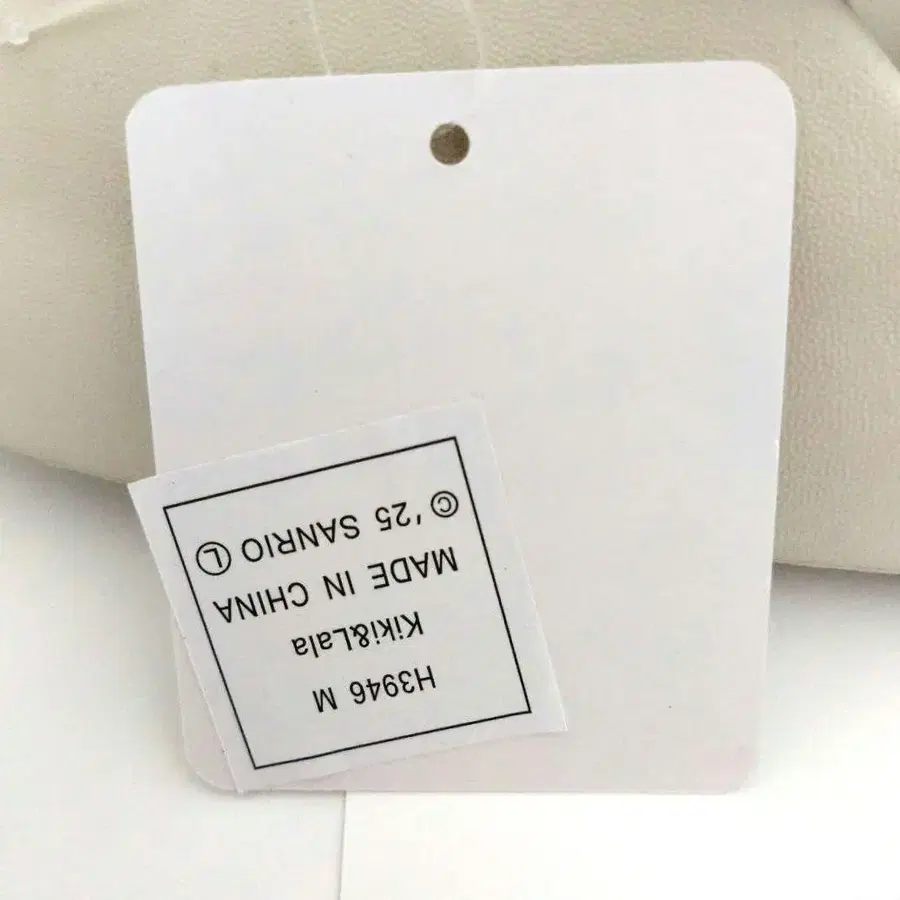 © '25 SANRIO Ⓛ
MADE IN CHINA
Kiki&Lala
H3946 M